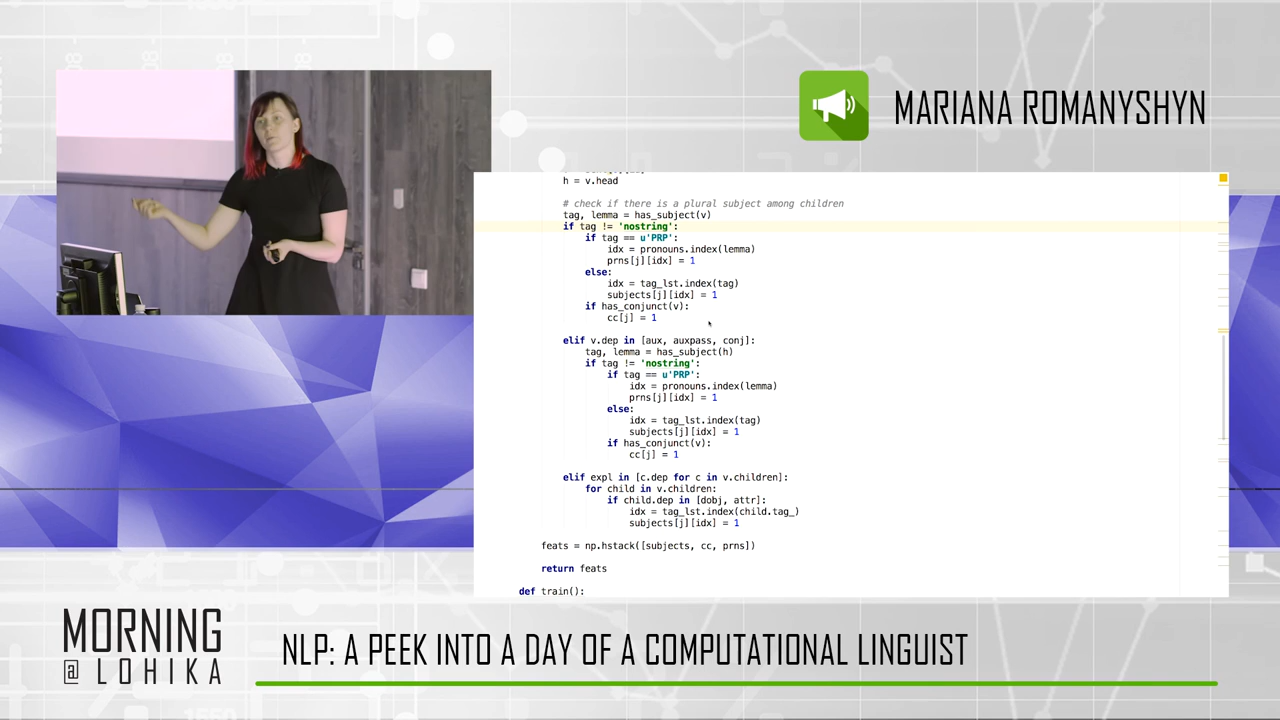 MARIANA ROMANYSHYN
h = v.head
# check if there is a plural subject among children
tag, lemma = has_subject(v)
if tag != 'nostring':
if tag == u'PRP':
idx = pronouns.index(lemma)
prns[j][idx] = 1
else:
idx = tag_lst.index(tag)
subjects[j][idx] = 1
if has_conjunct(v):
cc[j] = 1
elif v.dep in [aux, auxpass, conj]:
tag, lemma = has_subject(h)
if tag != 'nostring':
if tag == u'PRP':
idx = pronouns.index(lemma)
prns[j][idx] = 1
else:
idx = tag_lst.index(tag)
subjects[j][idx] = 1
if has_conjunct(v):
cc[j] = 1
elif expl in [c.dep for c in v.children]:
for child in v.children:
if child.dep in [dobj, attr]:
idx = tag_lst.index(child.tag_)
subjects[j][idx] = 1
feats = np.hstack([subjects, cc, prns])
return feats
def train():
MORNING
@ LOHIKA
NLP: A PEEK INTO A DAY OF A COMPUTATIONAL LINGUIST